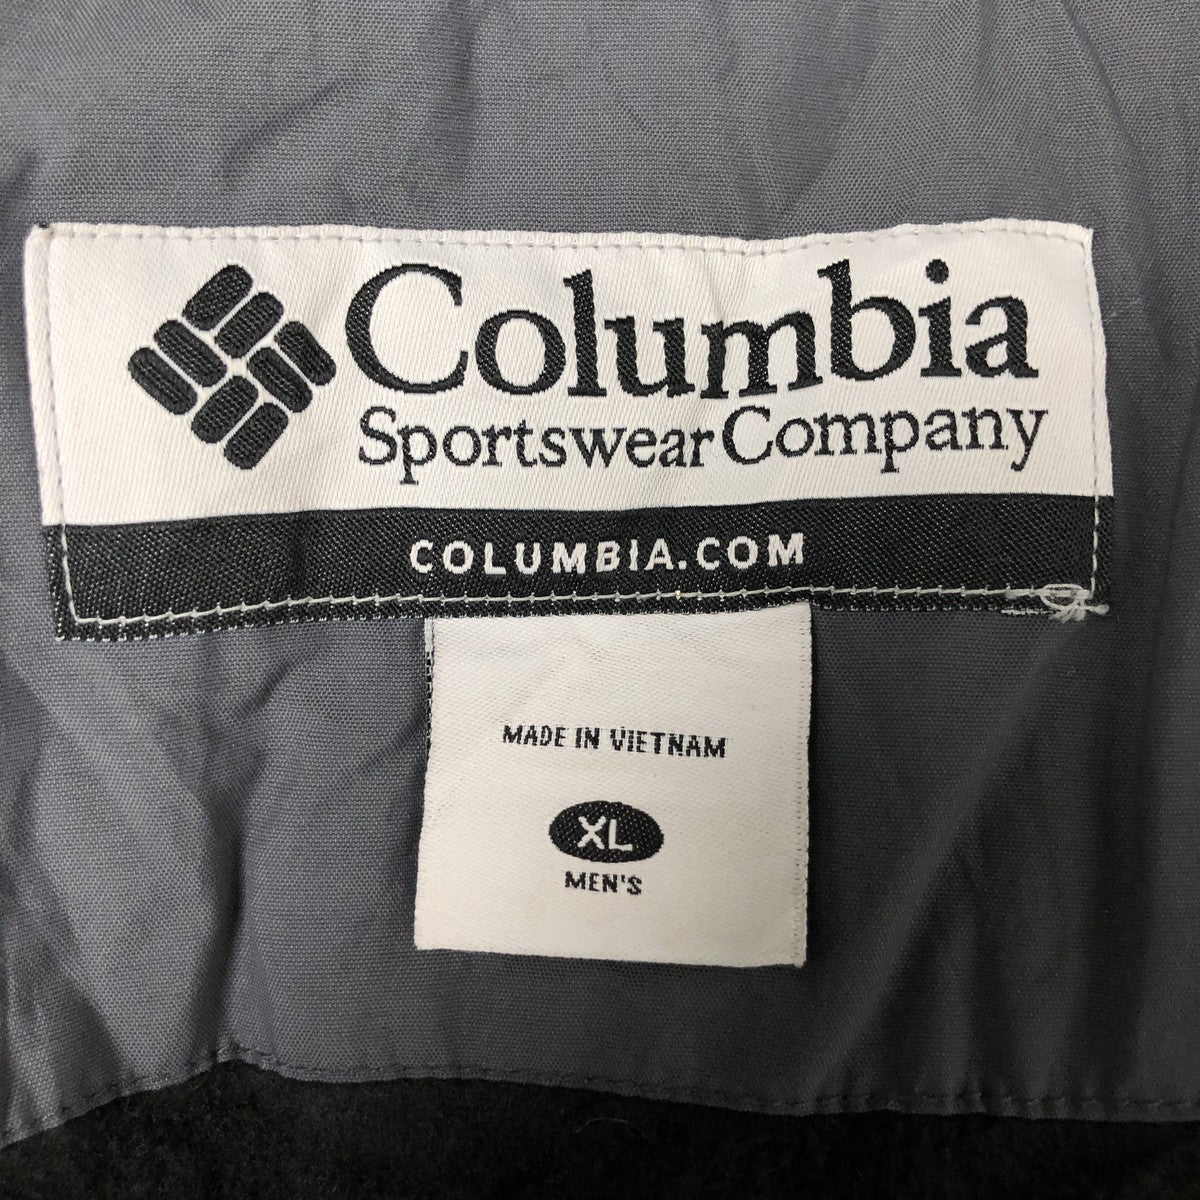 Columbia
Sportswear Company
COLUMBIA.COM
MADE IN VIETNAM
XL
MEN'S